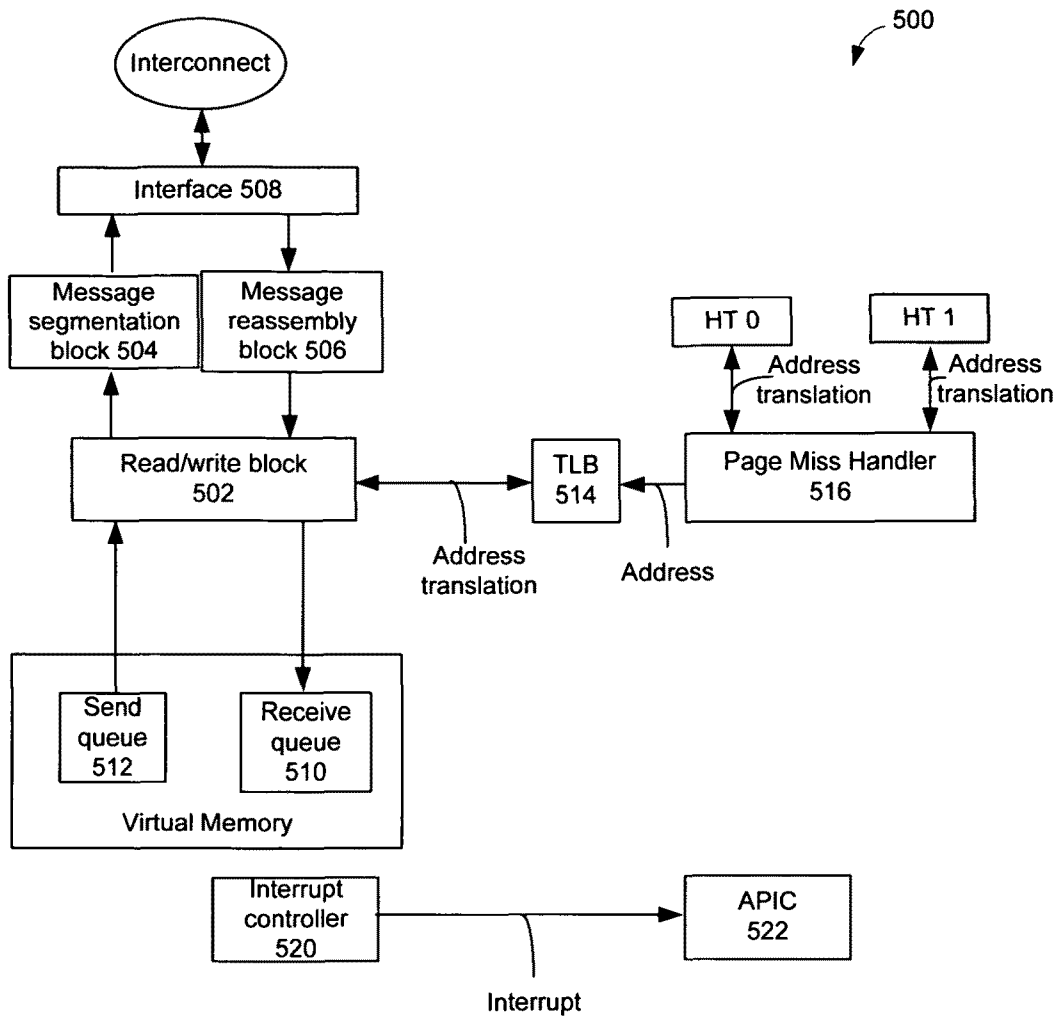 500
Interconnect
Interface 508
Message
segmentation
block 504
Message
reassembly
block 506
HT 0
HT 1
Address
translation
Address
translation
Read/write block
502
TLB
514
Page Miss Handler
516
Address
translation
Address
Send
queue
512
Receive
queue
510
Virtual Memory
Interrupt
controller
520
APIC
522
Interrupt